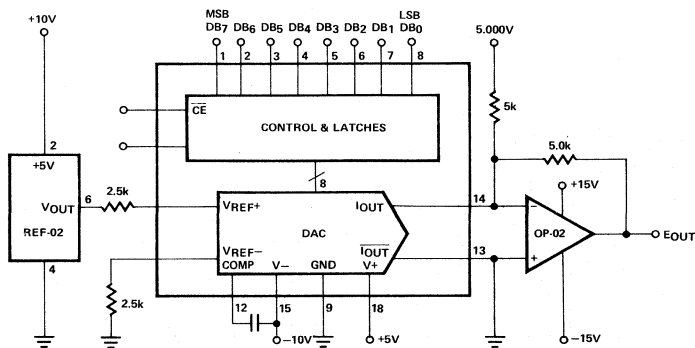 MSB LSB
DB7 DB6 DB5 DB4 DB3 DB2 DB1 DB0
+10V
5.000V
1 2 3 4 5 6 7 8
CE
CONTROL & LATCHES
5k
2
+5V
8
5.0k
VOUT
6
2.5k
VREF+
IOUT
14
+15V
REF-02
DAC
OP-02
EOUT
VREF−
IOUT
13
4
COMP
V−
GND
V+
2.5k
12
15
9
18
−10V
+5V
−15V
−
+